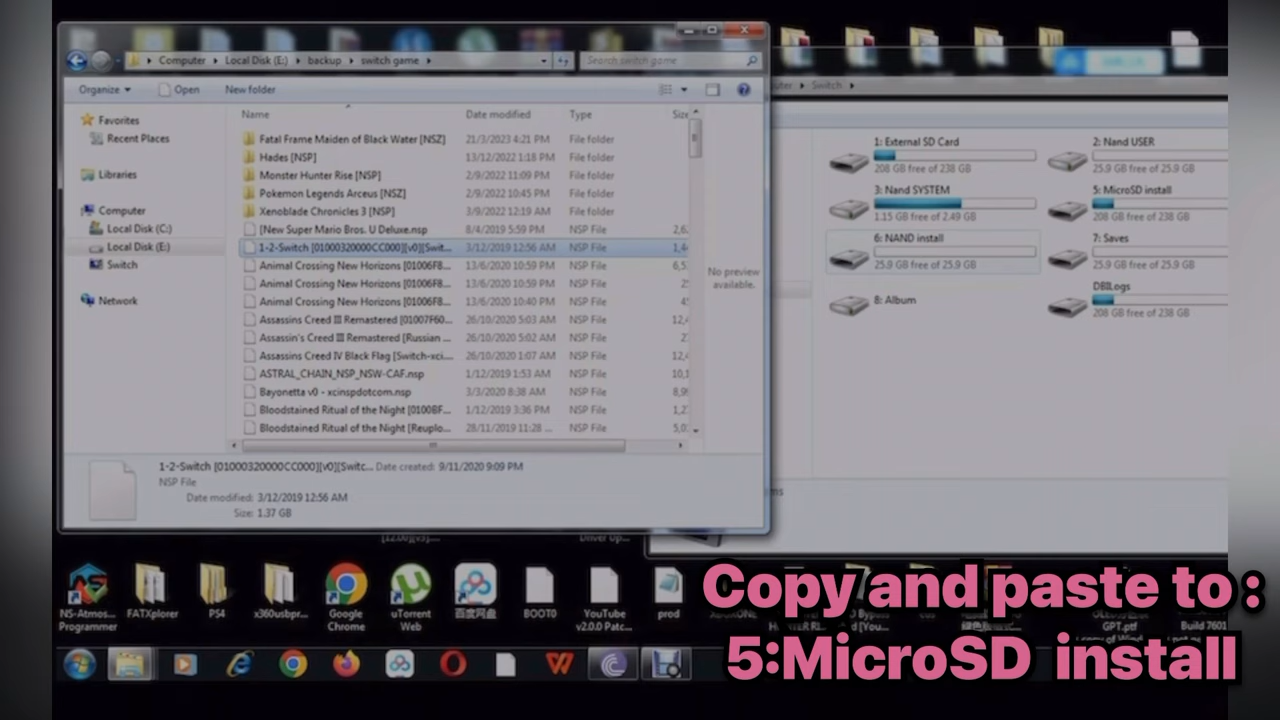 Computer ▸ Local Disk (E:) ▸ backup ▸ switch game ▸
Search switch game
Organize
Open
New folder
Favorites
Recent Places
Libraries
Computer
Local Disk (C:)
Local Disk (E:)
Switch
Network
Name Date modified Type Size
Fatal Frame Maiden of Black Water [NSZ] 21/3/2023 4:21 PM File folder
Hades [NSP] 13/12/2022 1:18 PM File folder
Monster Hunter Rise [NSP] 2/9/2022 11:09 PM File folder
Pokemon Legends Arceus [NSZ] 2/9/2022 10:45 PM File folder
Xenoblade Chronicles 3 [NSP] 3/9/2022 12:19 AM File folder
[New Super Mario Bros. U Deluxe.nsp 8/4/2019 5:59 PM NSP File
1-2-Switch [01000320000CC000][v0][Swit... 3/12/2019 12:56 AM NSP File
Animal Crossing New Horizons [01006F8... 13/6/2020 10:59 PM NSP File
Animal Crossing New Horizons [01006F8... 13/6/2020 10:59 PM NSP File
Animal Crossing New Horizons [01006F8... 13/6/2020 10:40 PM NSP File
Assassins Creed III Remastered [01007F60... 26/10/2020 5:03 AM NSP File
Assassin's Creed III Remastered [Russian ... 26/10/2020 5:02 AM NSP File
Assassins Creed IV Black Flag [Switch-xci.... 26/10/2020 1:07 AM NSP File
ASTRAL_CHAIN_NSP_NSW-CAF.nsp 1/12/2019 1:53 AM NSP File
Bayonetta v0 - xcinspdotcom.nsp 3/3/2020 8:38 AM NSP File
Bloodstained Ritual of the Night [0100BF... 1/12/2019 3:36 PM NSP File
Bloodstained Ritual of the Night [Reuplo... 28/11/2019 11:28 ... NSP File
No preview
available.
1-2-Switch [01000320000CC000][v0][Switc... Date created: 9/11/2020 9:09 PM
NSP File
Date modified: 3/12/2019 12:56 AM
Size: 1.37 GB
Switch ▸
1: External SD Card
208 GB free of 238 GB
2: Nand USER
25.9 GB free of 25.9 GB
3: Nand SYSTEM
1.15 GB free of 2.49 GB
5: MicroSD install
208 GB free of 238 GB
6: NAND install
25.9 GB free of 25.9 GB
7: Saves
25.9 GB free of 25.9 GB
8: Album
DBILogs
208 GB free of 238 GB
NS-Atmos...
Programmer
FATXplorer
PS4
x360usbpr...
Google
Chrome
uTorrent
Web
百度网盘
BOOT0
YouTube
v2.0.0 Patc...
prod
GPT.ptf
Build 7601
Copy and paste to :
5:MicroSD install